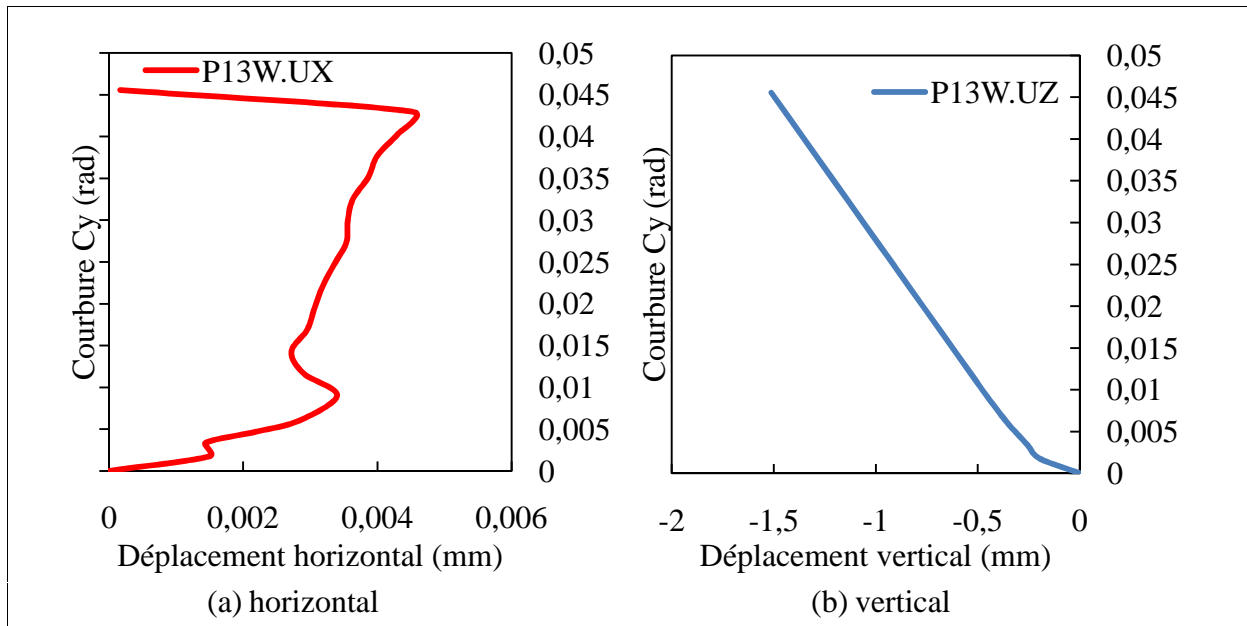 P13W.UX
Courbure Cy (rad)
0,05
0,045
0,04
0,035
0,03
0,025
0,02
0,015
0,01
0,005
0
0 0,002 0,004 0,006
Déplacement horizontal (mm)
(a) horizontal
P13W.UZ
Courbure Cy (rad)
0,05
0,045
0,04
0,035
0,03
0,025
0,02
0,015
0,01
0,005
0
-2 -1,5 -1 -0,5 0
Déplacement vertical (mm)
(b) vertical